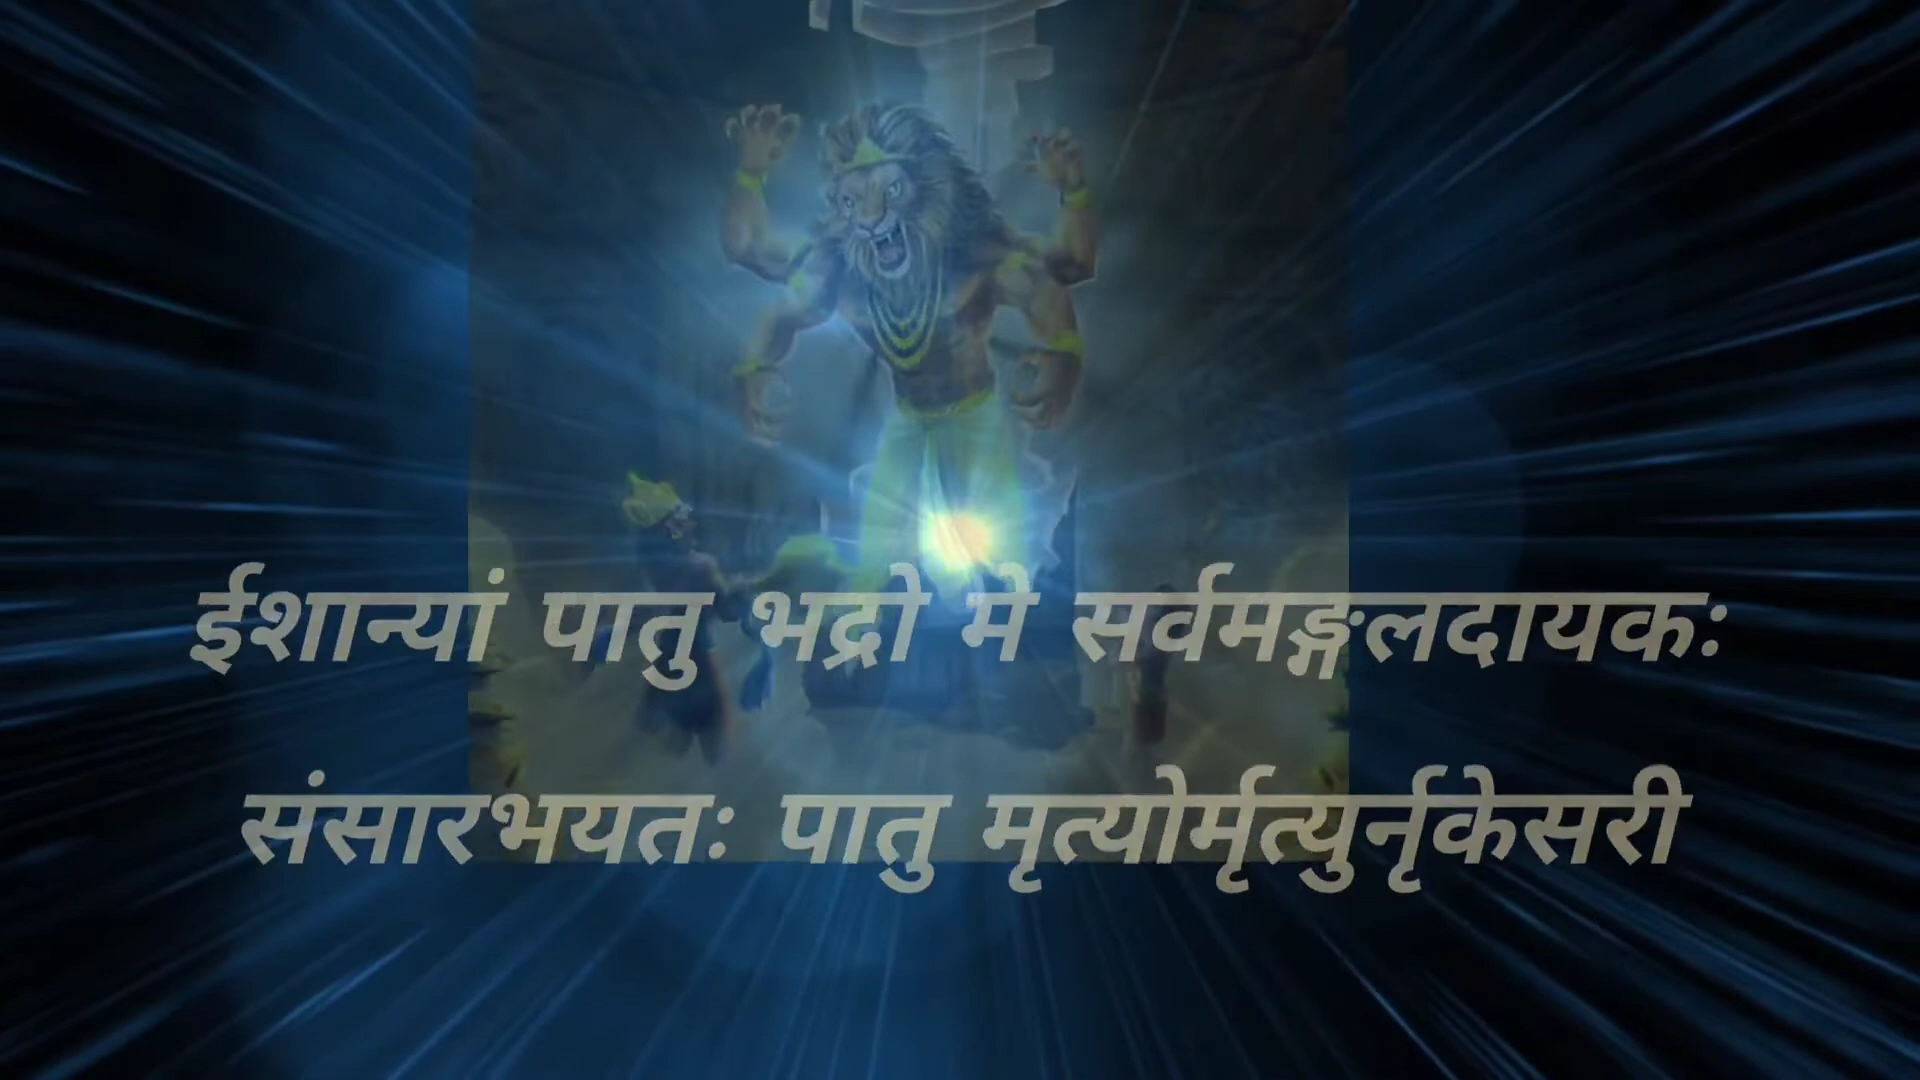 ईशान्यां पातु भद्रो मे सर्वमङ्गलदायकः
संसारभयतः पातु मृत्योर्मृत्युर्नृकेसरी